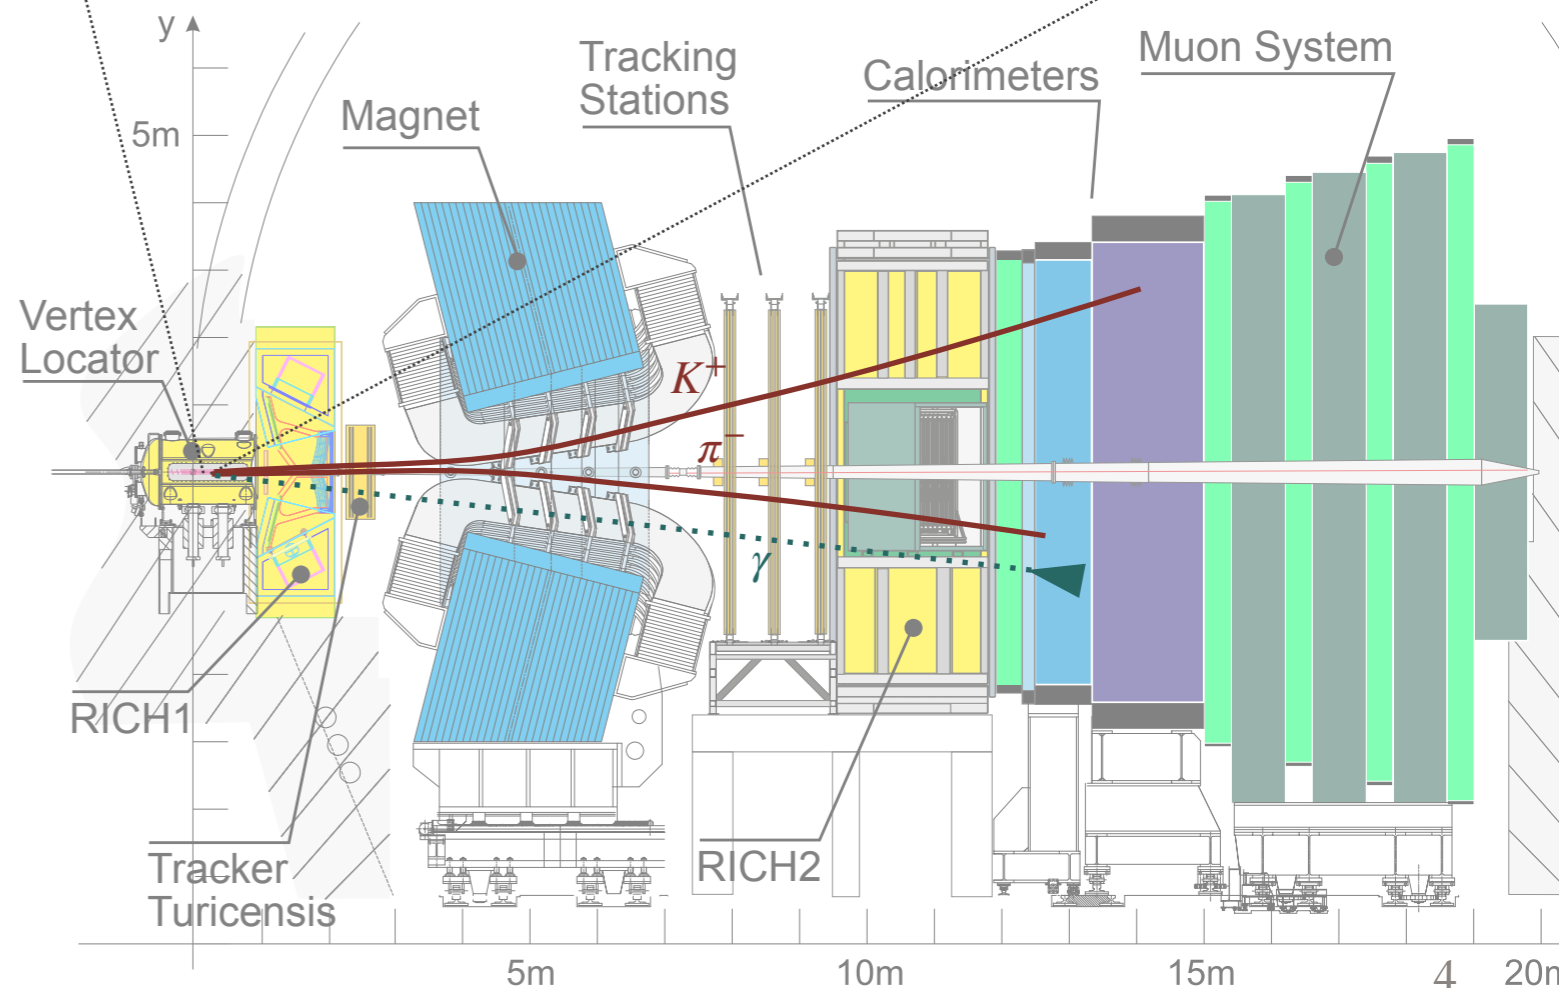 y
5m
Tracking
Stations
Magnet
Calorimeters
Muon System
Vertex
Locator
K+
π−
γ
RICH1
RICH2
Tracker
Turicensis
5m
10m
15m
4
20m